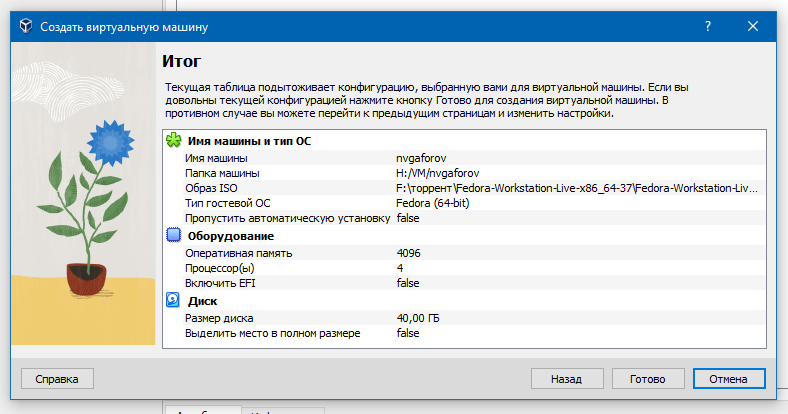 Создать виртуальную машину
?
Итог
Текущая таблица подытоживает конфигурацию, выбранную вами для виртуальной машины. Если вы
довольны текущей конфигурацией нажмите кнопку Готово для создания виртуальной машины. В
противном случае вы можете перейти к предыдущим страницам и изменить настройки.
Имя машины и тип ОС
Имя машины nvgaforov
Папка машины H:/VM/nvgaforov
Образ ISO F:\торрент\Fedora-Workstation-Live-x86_64-37\Fedora-Workstation-Liv...
Тип гостевой ОС Fedora (64-bit)
Пропустить автоматическую установку false
Оборудование
Оперативная память 4096
Процессор(ы) 4
Включить EFI false
Диск
Размер диска 40,00 ГБ
Выделить место в полном размере false
Справка Назад Готово Отмена